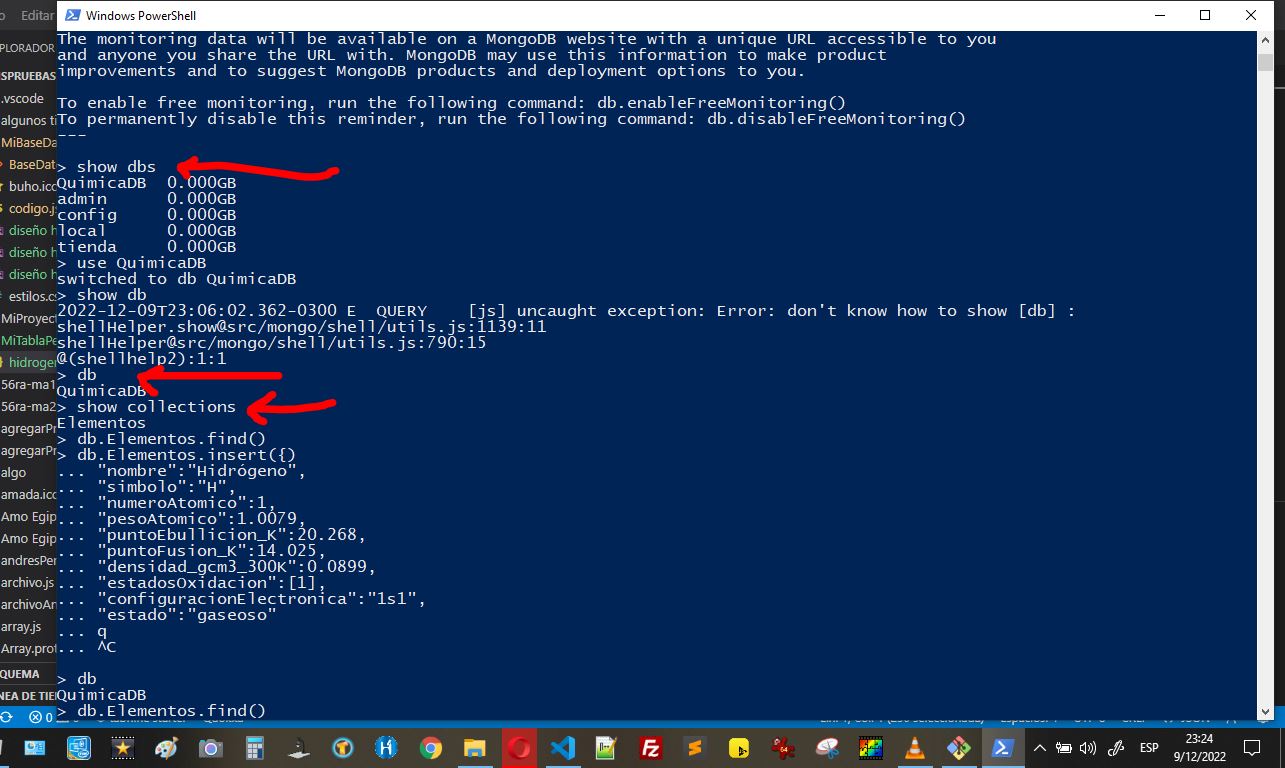 Editar
Windows PowerShell
The monitoring data will be available on a MongoDB website with a unique URL accessible to you
and anyone you share the URL with. MongoDB may use this information to make product
improvements and to suggest MongoDB products and deployment options to you.
To enable free monitoring, run the following command: db.enableFreeMonitoring()
To permanently disable this reminder, run the following command: db.disableFreeMonitoring()
---
> show dbs
QuimicaDB  0.000GB
admin      0.000GB
config     0.000GB
local      0.000GB
tienda     0.000GB
> use QuimicaDB
switched to db QuimicaDB
> show db
2022-12-09T23:06:02.362-0300 E  QUERY    [js] uncaught exception: Error: don't know how to show [db] :
shellHelper.show@src/mongo/shell/utils.js:1139:11
shellHelper@src/mongo/shell/utils.js:790:15
@(shellhelp2):1:1
> db
QuimicaDB
> show collections
Elementos
> db.Elementos.find()
> db.Elementos.insert({)
... "nombre":"Hidrógeno",
... "simbolo":"H",
... "numeroAtomico":1,
... "pesoAtomico":1.0079,
... "puntoEbullicion_K":20.268,
... "puntoFusion_K":14.025,
... "densidad_gcm3_300K":0.0899,
... "estadosOxidacion":[1],
... "configuracionElectronica":"1s1",
... "estado":"gaseoso"
... q
... ^C
> db
QuimicaDB
> db.Elementos.find()
PLORADOR
SPRUEBAS
.vscode
algunos ti
MiBaseDa
BaseDat
buho.ico
codigo.j
diseño h
diseño h
diseño h
estilos.cs
MiProyect
MiTablaPe
hidroger
56ra-ma1
56ra-ma2
agregarPr
agregarPr
algo
amada.ico
Amo Egip
Amo Egip
andresPer
archivo.js
archivoAr
array.js
Array.prot
QUEMA
NEA DE TIE
0
ESP
23:24
9/12/2022